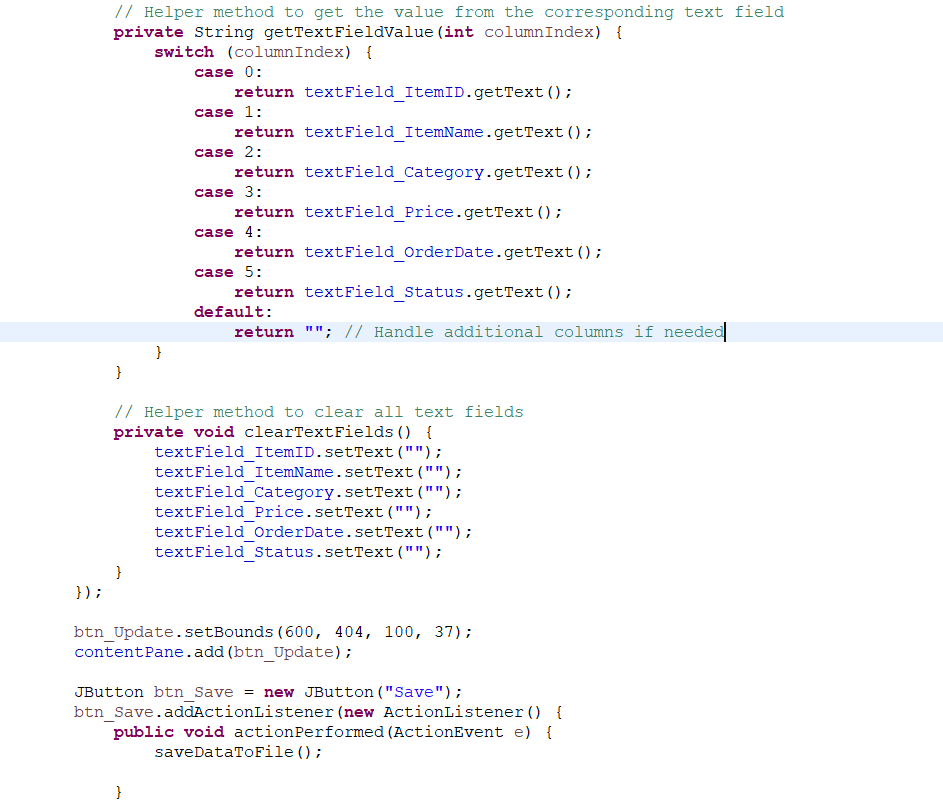 // Helper method to get the value from the corresponding text field
private String getTextFieldValue(int columnIndex) {
switch (columnIndex) {
case 0:
return textField_ItemID.getText();
case 1:
return textField_ItemName.getText();
case 2:
return textField_Category.getText();
case 3:
return textField_Price.getText();
case 4:
return textField_OrderDate.getText();
case 5:
return textField_Status.getText();
default:
return ""; // Handle additional columns if needed
}
}
// Helper method to clear all text fields
private void clearTextFields() {
textField_ItemID.setText("");
textField_ItemName.setText("");
textField_Category.setText("");
textField_Price.setText("");
textField_OrderDate.setText("");
textField_Status.setText("");
}
});
btn_Update.setBounds(600, 404, 100, 37);
contentPane.add(btn_Update);
JButton btn_Save = new JButton("Save");
btn_Save.addActionListener(new ActionListener() {
public void actionPerformed(ActionEvent e) {
saveDataToFile();
}